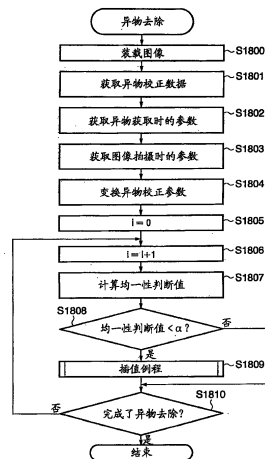 异物去除
装载图像
S1800
获取异物校正数据
S1801
获取异物获取时的参数
S1802
获取图像拍摄时的参数
S1803
变换异物校正参数
S1804
i=0
S1805
i=i+1
S1806
计算均一性判断值
S1807
S1808
均一性判断值<α?
否
是
插值例程
S1809
S1810
否
完成了异物去除?
是
结束